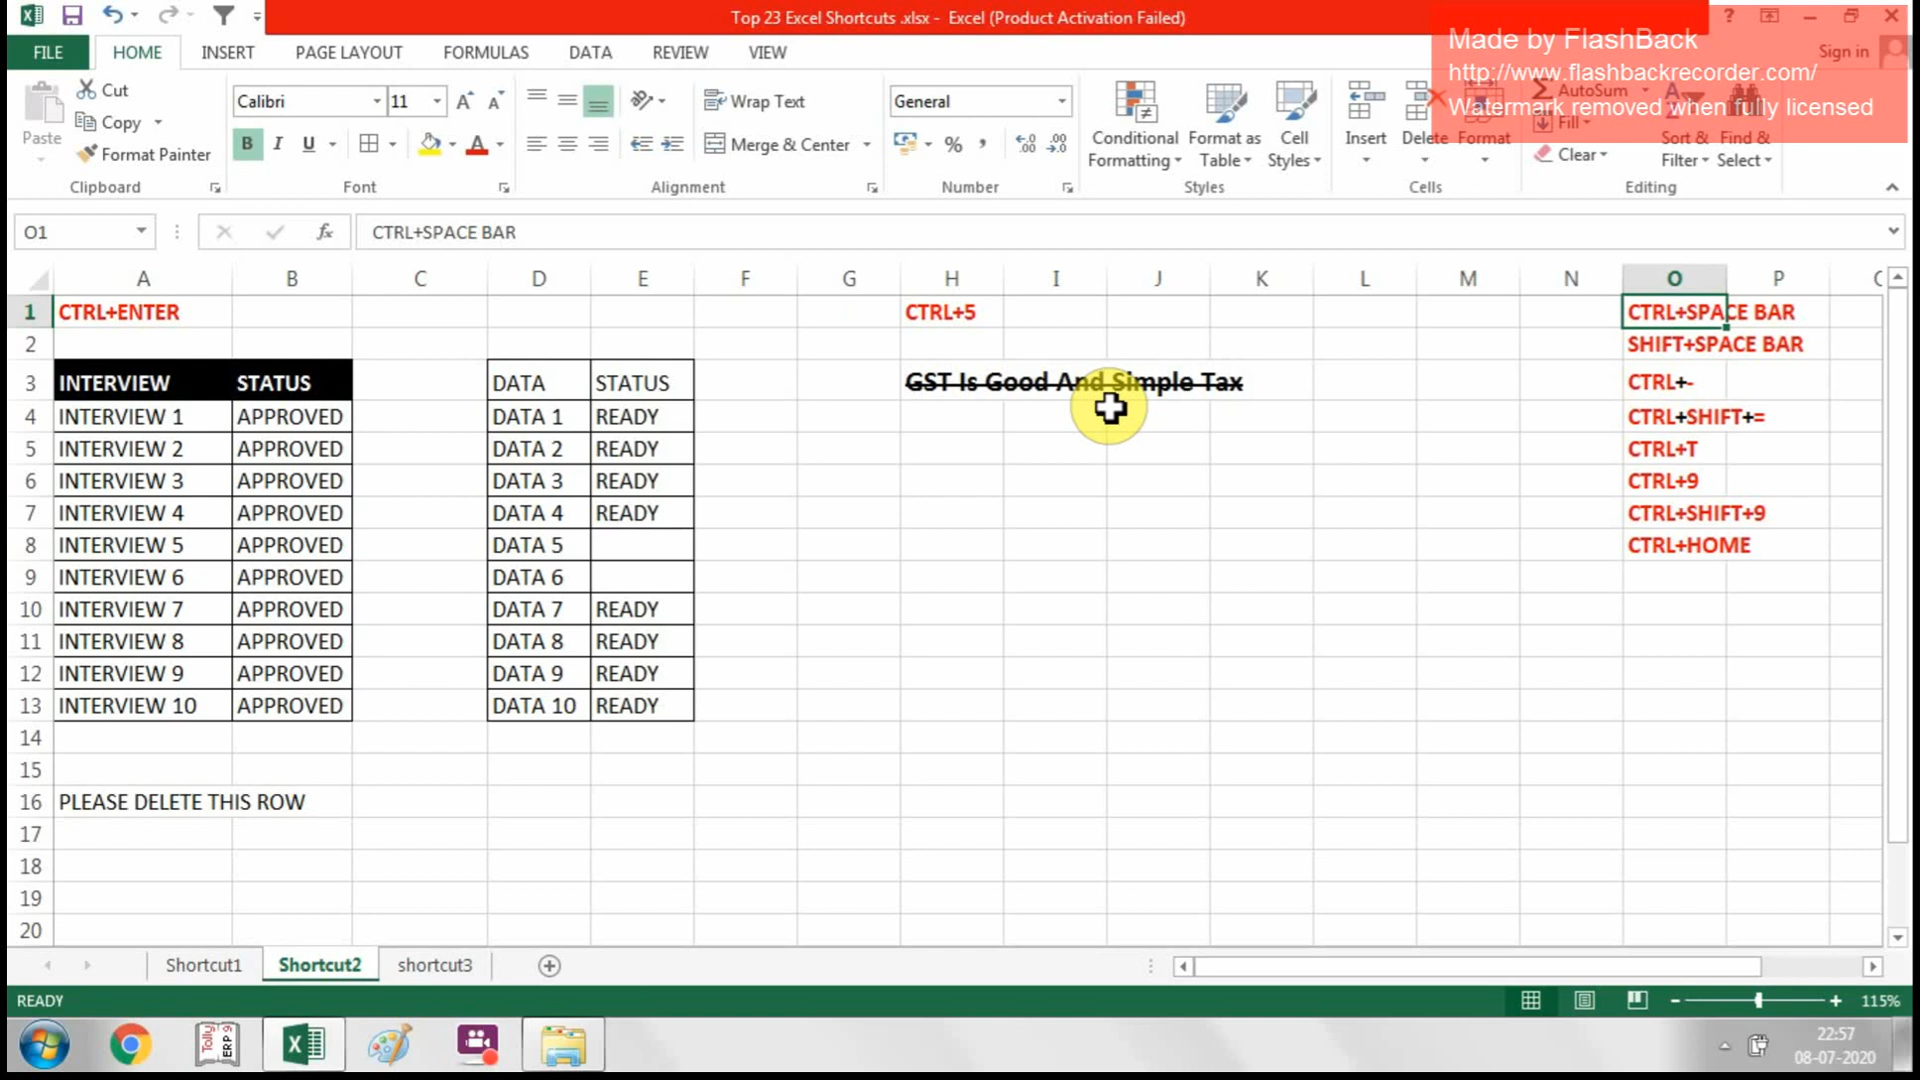 Top 23 Excel Shortcuts .xlsx - Excel (Product Activation Failed)
Made by FlashBack
http://www.flashbackrecorder.com/
Watermark removed when fully licensed
FILE HOME INSERT PAGE LAYOUT FORMULAS DATA REVIEW VIEW Sign in
Paste Cut Copy Format Painter
Calibri 11 B I U A
Wrap Text Merge & Center
General %
Conditional Formatting Format as Table Cell Styles
Insert Delete Format
AutoSum Fill Clear Sort & Filter Find & Select
Clipboard Font Alignment Number Styles Cells Editing
O1 fx CTRL+SPACE BAR
A B C D E F G H I J K L M N O P
1 CTRL+ENTER CTRL+5 CTRL+SPACE BAR
2 SHIFT+SPACE BAR
3 INTERVIEW STATUS DATA STATUS GST Is Good And Simple Tax CTRL+-
4 INTERVIEW 1 APPROVED DATA 1 READY CTRL+SHIFT+=
5 INTERVIEW 2 APPROVED DATA 2 READY CTRL+T
6 INTERVIEW 3 APPROVED DATA 3 READY CTRL+9
7 INTERVIEW 4 APPROVED DATA 4 READY CTRL+SHIFT+9
8 INTERVIEW 5 APPROVED DATA 5 CTRL+HOME
9 INTERVIEW 6 APPROVED DATA 6
10 INTERVIEW 7 APPROVED DATA 7 READY
11 INTERVIEW 8 APPROVED DATA 8 READY
12 INTERVIEW 9 APPROVED DATA 9 READY
13 INTERVIEW 10 APPROVED DATA 10 READY
14
15
16 PLEASE DELETE THIS ROW
17
18
19
20
Shortcut1 Shortcut2 shortcut3
READY 115%
Tally ERP 9
22:57
08-07-2020